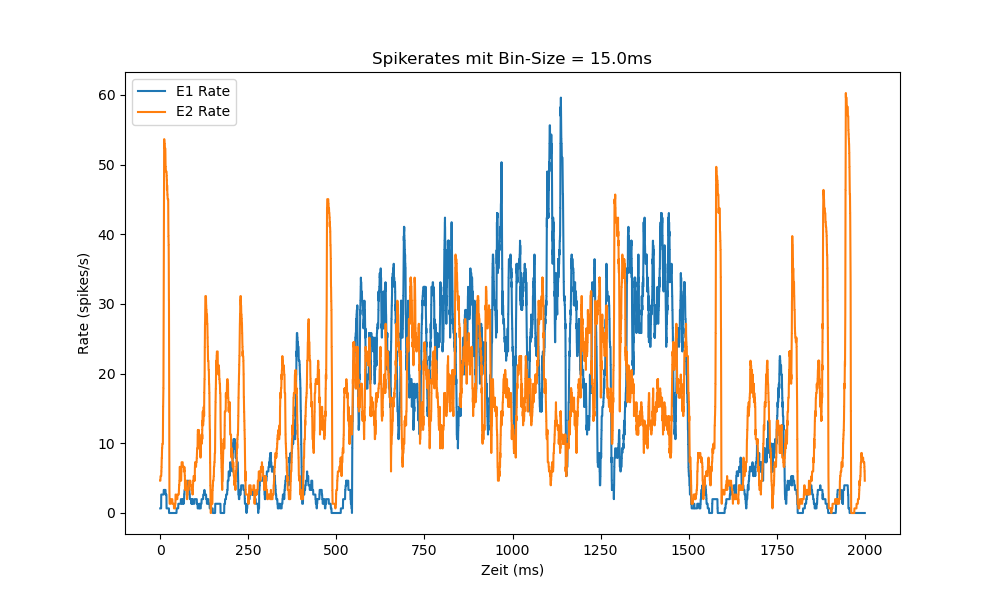 Spikerates mit Bin-Size = 15.0ms
E1 Rate
E2 Rate
Rate (spikes/s)
60
50
40
30
20
10
0
0 250 500 750 1000 1250 1500 1750 2000
Zeit (ms)